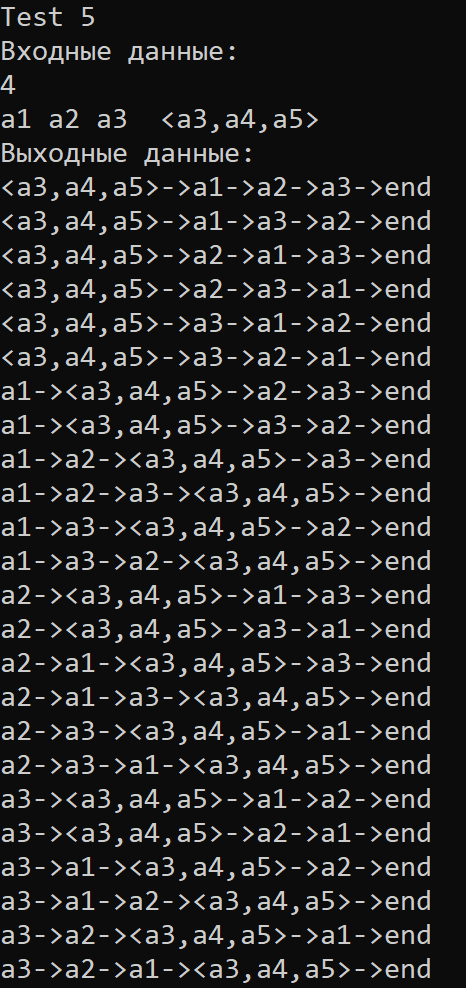 Test 5
Входные данные:
4
a1 a2 a3  <a3,a4,a5>
Выходные данные:
<a3,a4,a5>->a1->a2->a3->end
<a3,a4,a5>->a1->a3->a2->end
<a3,a4,a5>->a2->a1->a3->end
<a3,a4,a5>->a2->a3->a1->end
<a3,a4,a5>->a3->a1->a2->end
<a3,a4,a5>->a3->a2->a1->end
a1-><a3,a4,a5>->a2->a3->end
a1-><a3,a4,a5>->a3->a2->end
a1->a2-><a3,a4,a5>->a3->end
a1->a2->a3-><a3,a4,a5>->end
a1->a3-><a3,a4,a5>->a2->end
a1->a3->a2-><a3,a4,a5>->end
a2-><a3,a4,a5>->a1->a3->end
a2-><a3,a4,a5>->a3->a1->end
a2->a1-><a3,a4,a5>->a3->end
a2->a1->a3-><a3,a4,a5>->end
a2->a3-><a3,a4,a5>->a1->end
a2->a3->a1-><a3,a4,a5>->end
a3-><a3,a4,a5>->a1->a2->end
a3-><a3,a4,a5>->a2->a1->end
a3->a1-><a3,a4,a5>->a2->end
a3->a1->a2-><a3,a4,a5>->end
a3->a2-><a3,a4,a5>->a1->end
a3->a2->a1-><a3,a4,a5>->end